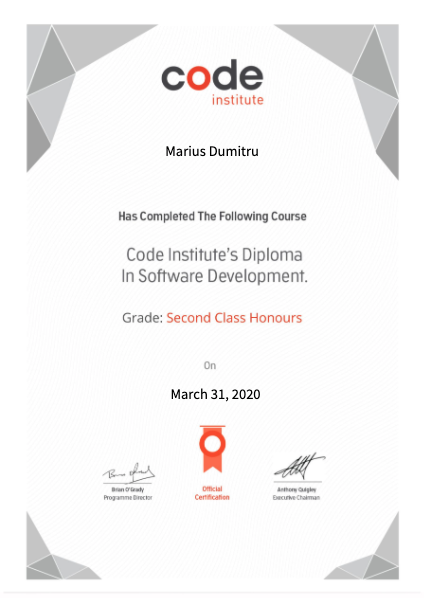 code
institute
Marius Dumitru
Has Completed The Following Course
Code Institute's Diploma
In Software Development.
Grade: Second Class Honours
On
March 31, 2020
Brian O'Grady
Programme Director
Official
Certification
Anthony Quigley
Executive Chairman